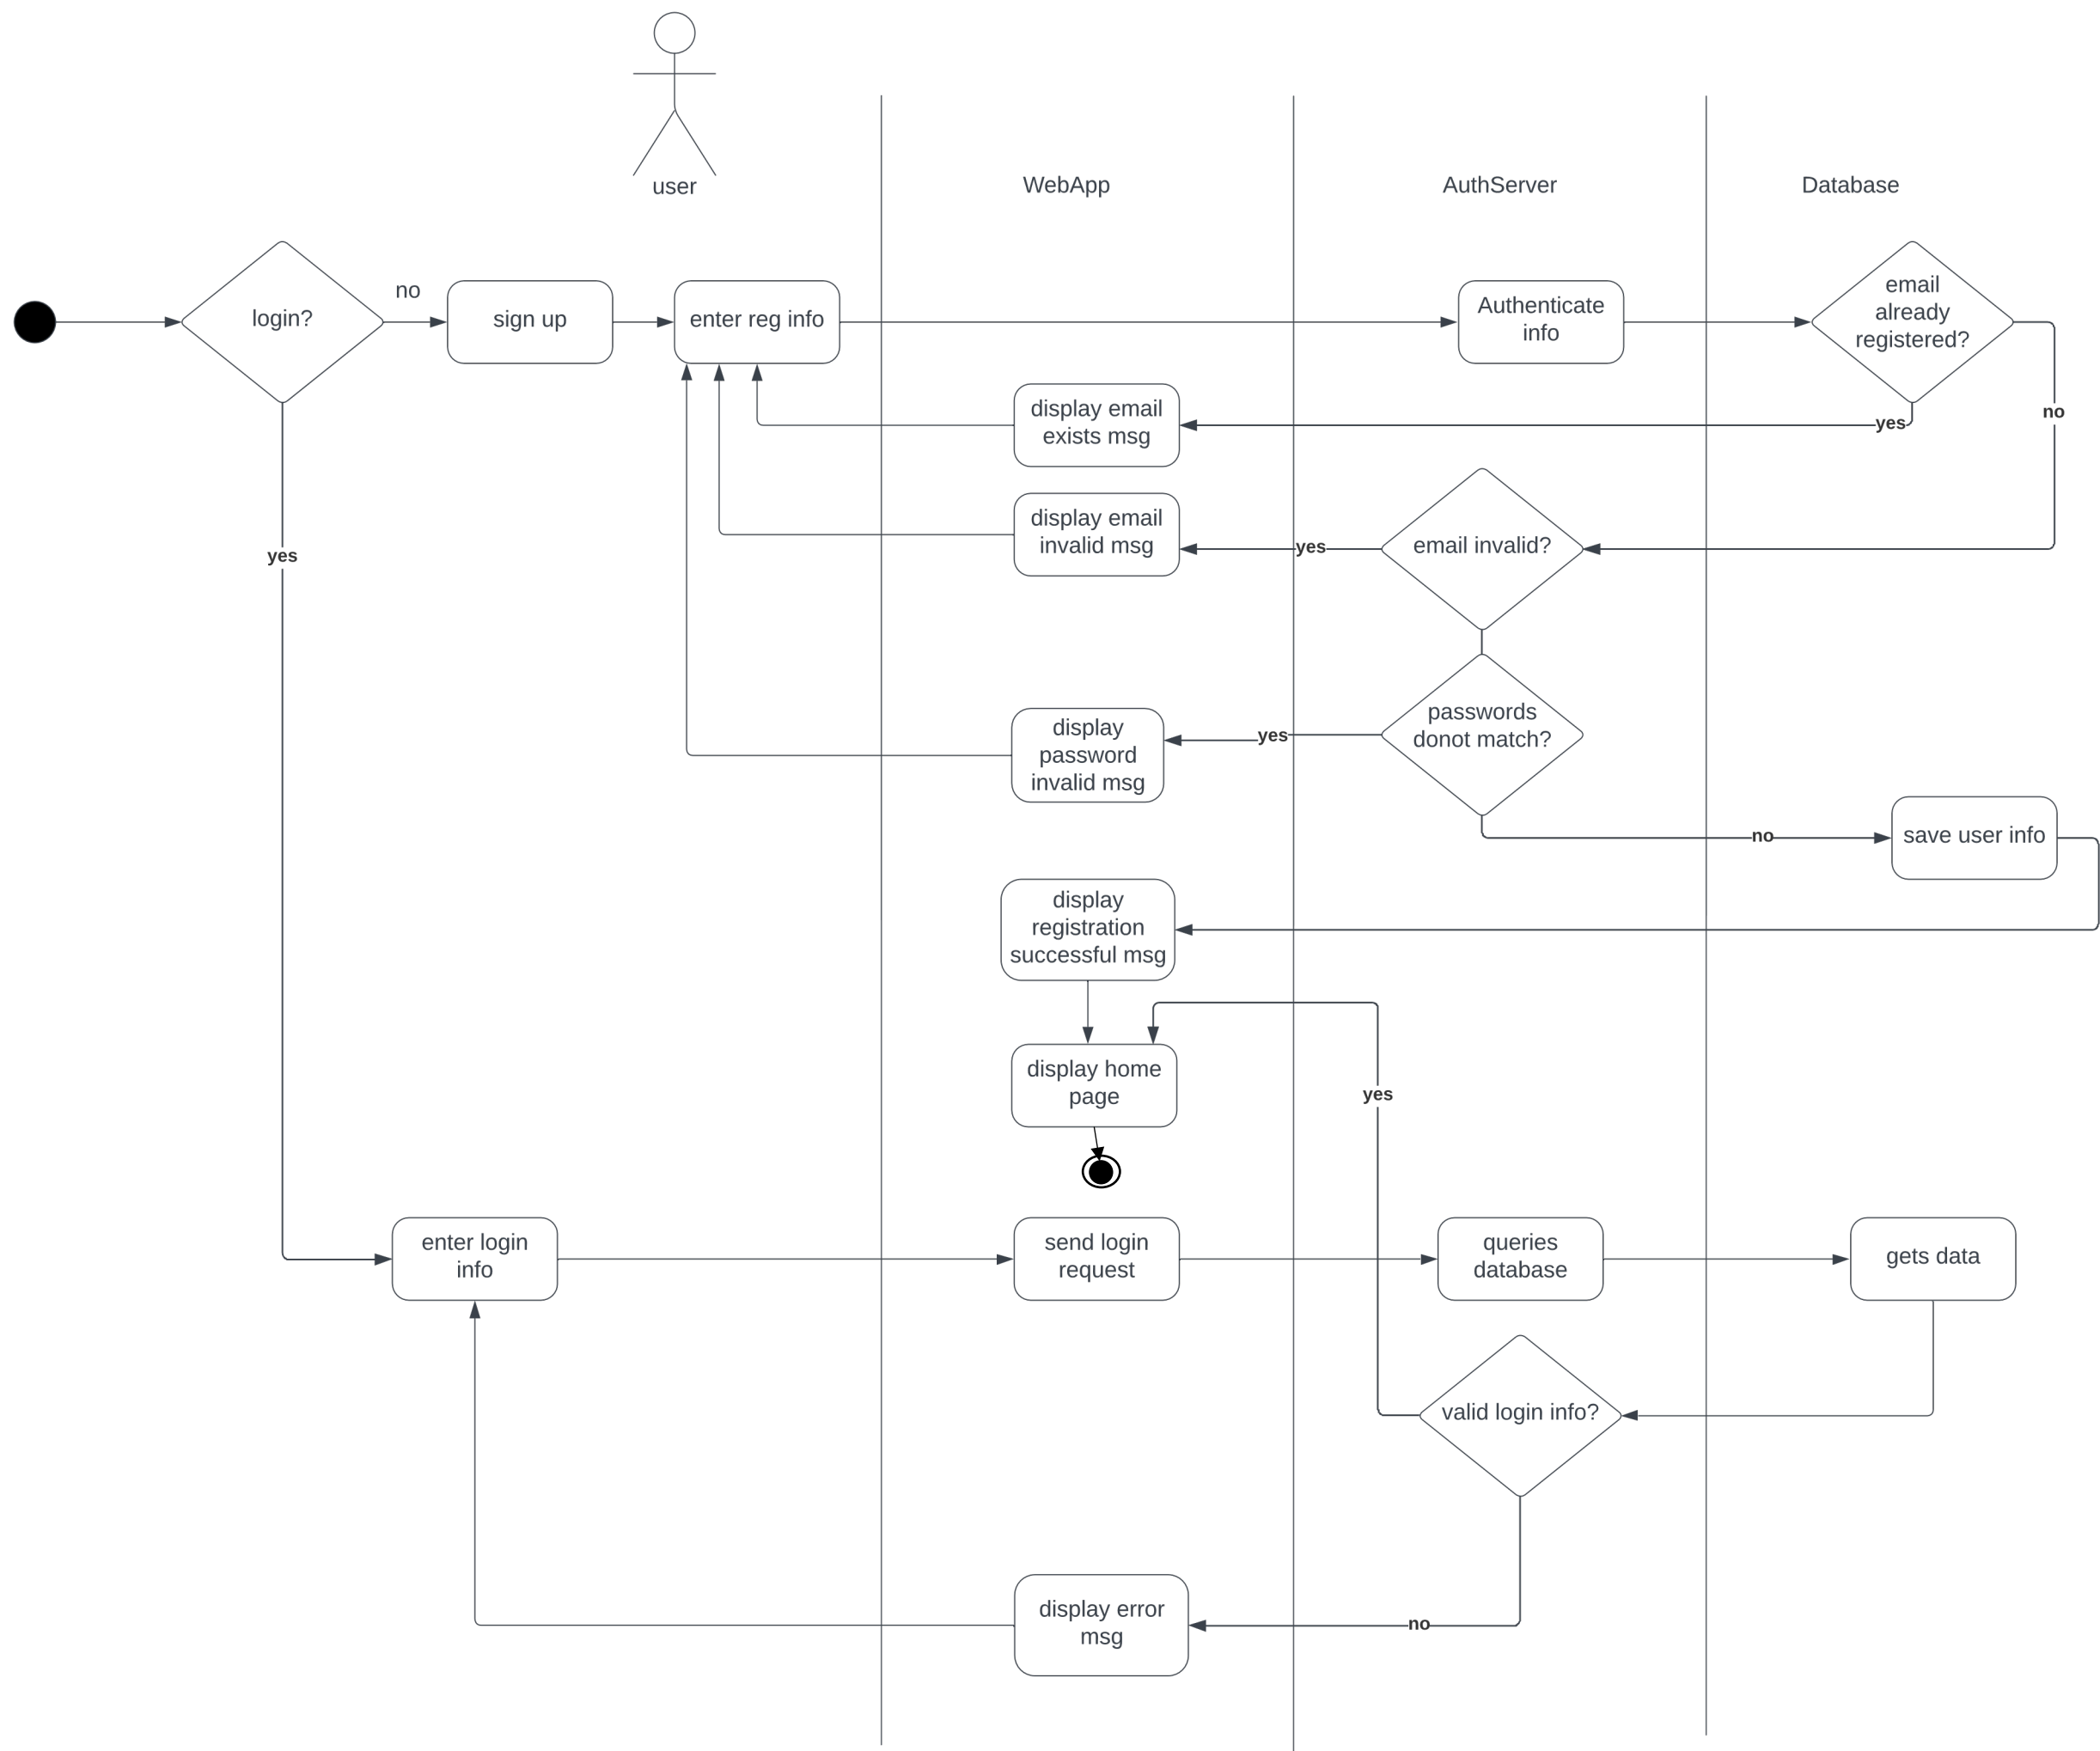 user
WebApp
AuthServer
Database
login?
no
sign up
enter reg info
Authenticate
info
email
already
registered?
no
display email
exists msg
yes
display email
invalid msg
yes
email invalid?
yes
display
password
invalid msg
yes
passwords
donot match?
no
save user info
display
registration
successful msg
display home
page
yes
enter login
info
send login
request
queries
database
gets data
valid login info?
display error
msg
no